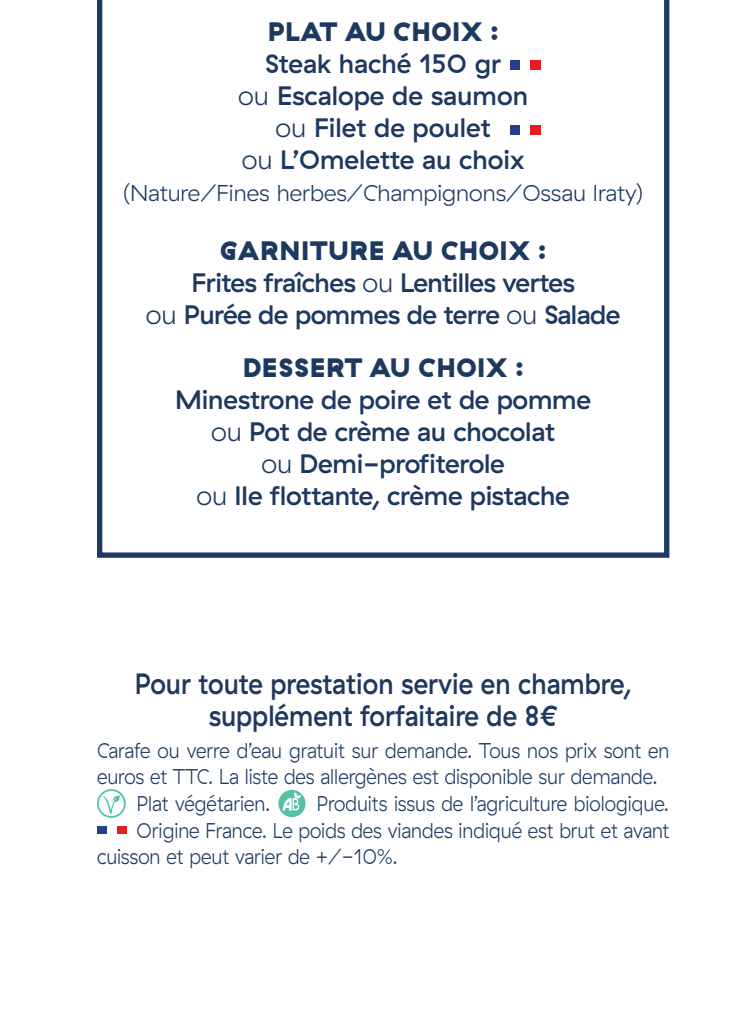 PLAT AU CHOIX :
Steak haché 150 gr
ou Escalope de saumon
ou Filet de poulet
ou L'Omelette au choix
(Nature/Fines herbes/Champignons/Ossau Iraty)
GARNITURE AU CHOIX :
Frites fraîches ou Lentilles vertes
ou Purée de pommes de terre ou Salade
DESSERT AU CHOIX :
Minestrone de poire et de pomme
ou Pot de crème au chocolat
ou Demi-profiterole
ou Ile flottante, crème pistache
Pour toute prestation servie en chambre,
supplément forfaitaire de 8€
Carafe ou verre d'eau gratuit sur demande. Tous nos prix sont en
euros et TTC. La liste des allergènes est disponible sur demande.
Plat végétarien. AB Produits issus de l'agriculture biologique.
Origine France. Le poids des viandes indiqué est brut et avant
cuisson et peut varier de +/-10%.